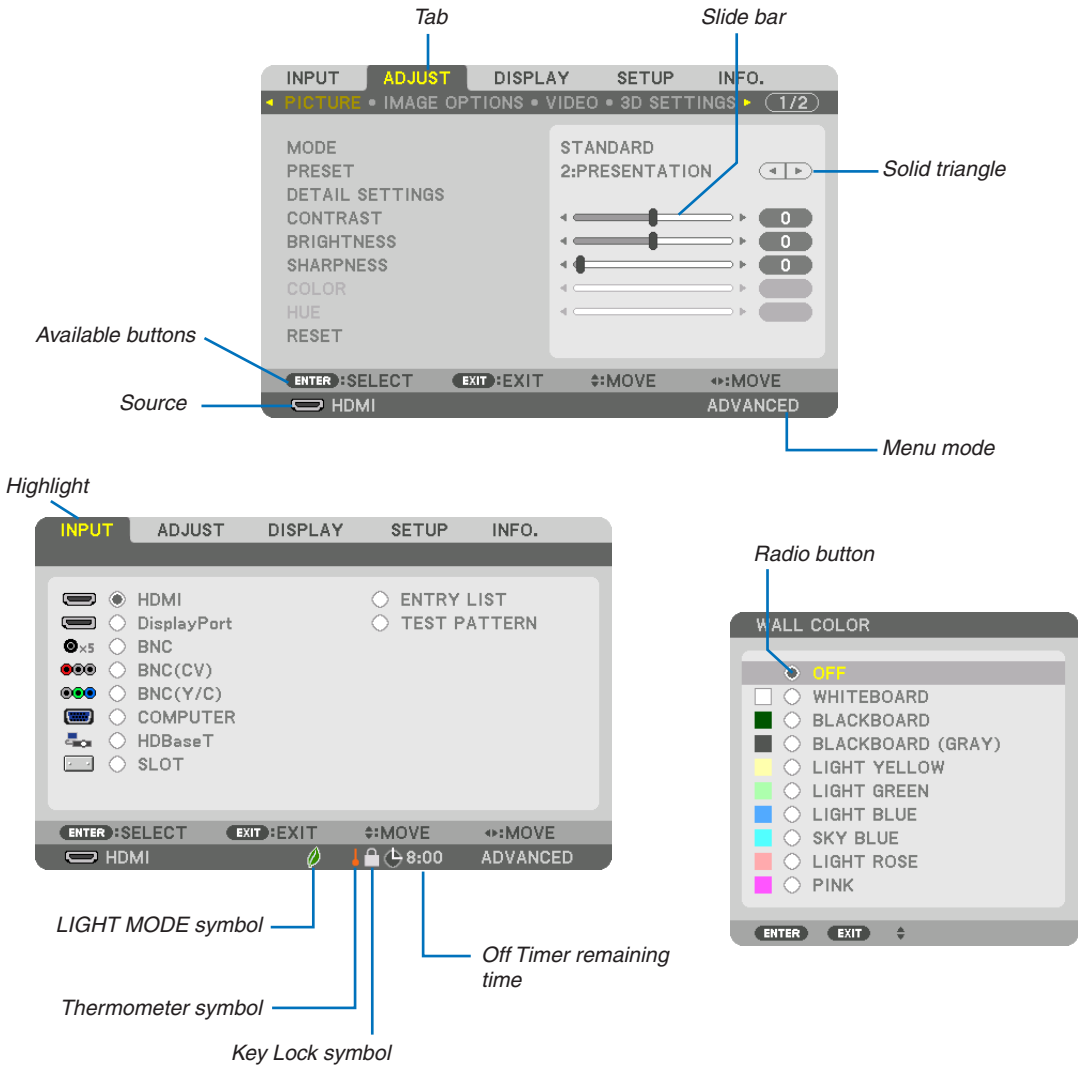 Tab
Slide bar
INPUT ADJUST DISPLAY SETUP INFO.
PICTURE • IMAGE OPTIONS • VIDEO • 3D SETTINGS 1/2
MODE STANDARD
PRESET 2:PRESENTATION
Solid triangle
DETAIL SETTINGS
CONTRAST 0
BRIGHTNESS 0
SHARPNESS 0
COLOR
HUE
RESET
Available buttons
ENTER:SELECT EXIT:EXIT :MOVE :MOVE
Source
HDMI ADVANCED
Menu mode
Highlight
INPUT ADJUST DISPLAY SETUP INFO.
HDMI ENTRY LIST
DisplayPort TEST PATTERN
×5 BNC
BNC(CV)
BNC(Y/C)
COMPUTER
HDBaseT
SLOT
ENTER:SELECT EXIT:EXIT :MOVE :MOVE
HDMI 8:00 ADVANCED
LIGHT MODE symbol
Off Timer remaining
time
Thermometer symbol
Key Lock symbol
Radio button
WALL COLOR
OFF
WHITEBOARD
BLACKBOARD
BLACKBOARD (GRAY)
LIGHT YELLOW
LIGHT GREEN
LIGHT BLUE
SKY BLUE
LIGHT ROSE
PINK
ENTER EXIT